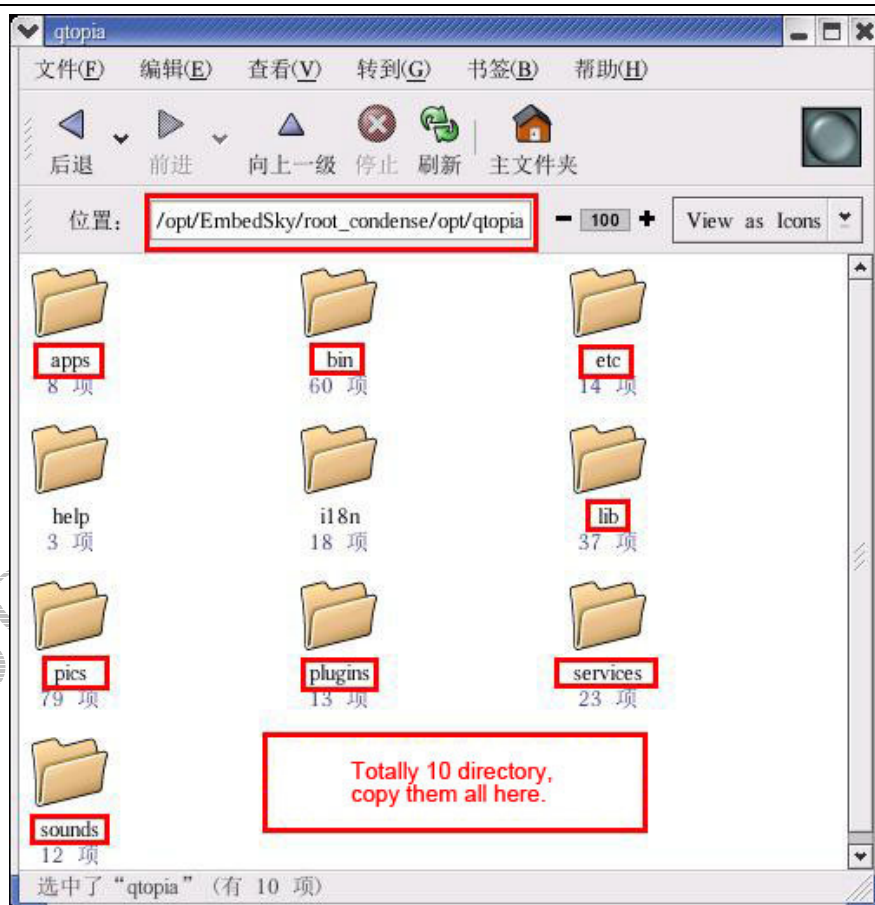 qtopia
文件(F) 编辑(E) 查看(V) 转到(G) 书签(B) 帮助(H)
后退 前进 向上一级 停止 刷新 主文件夹
位置: /opt/EmbedSky/root_condense/opt/qtopia 100 View as Icons
apps bin etc
8 项 60 项 14 项
help i18n lib
3 项 18 项 37 项
pics plugins services
79 项 13 项 23 项
Totally 10 directory,
copy them all here.
sounds
12 项
选中了“qtopia” (有 10 项)